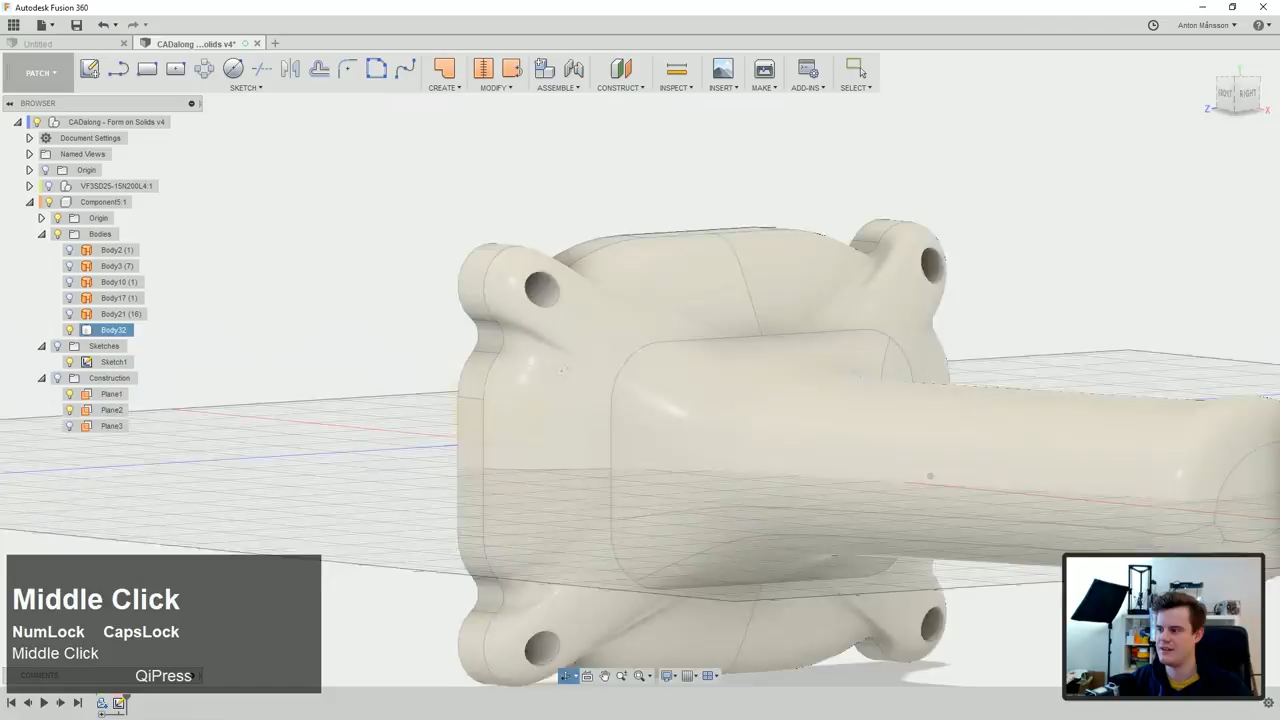 Autodesk Fusion 360
Anton Månsson
Untitled
CADalong ...olids v4*
PATCH
SKETCH
CREATE
MODIFY
ASSEMBLE
CONSTRUCT
INSPECT
INSERT
MAKE
ADD-INS
SELECT
BROWSER
FRONT
RIGHT
Z
X
CADalong - Form on Solids v4
Document Settings
Named Views
Origin
VF3SD25-15N200L4:1
Component5:1
Origin
Bodies
Body2 (1)
Body3 (7)
Body10 (1)
Body17 (1)
Body21 (16)
Body32
Sketches
Sketch1
Construction
Plane1
Plane2
Plane3
Middle Click
NumLock CapsLock
Middle Click
COMMENTS
QiPress